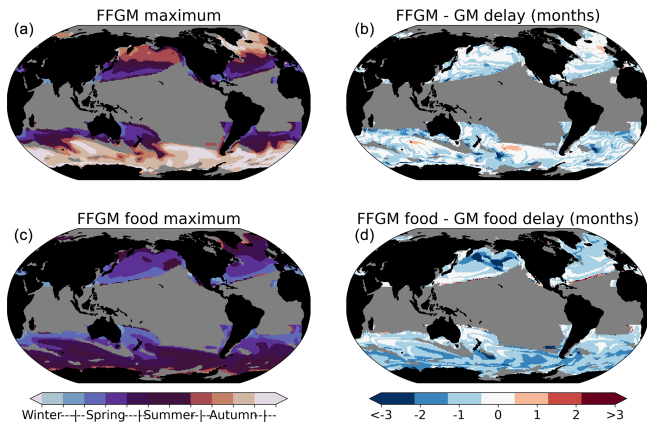 FFGM maximum
(a)
FFGM - GM delay (months)
(b)
FFGM food maximum
(c)
FFGM food - GM food delay (months)
(d)
Winter---|--Spring---|--Summer--|--Autumn--|---
<-3 -2 -1 0 1 2 >3